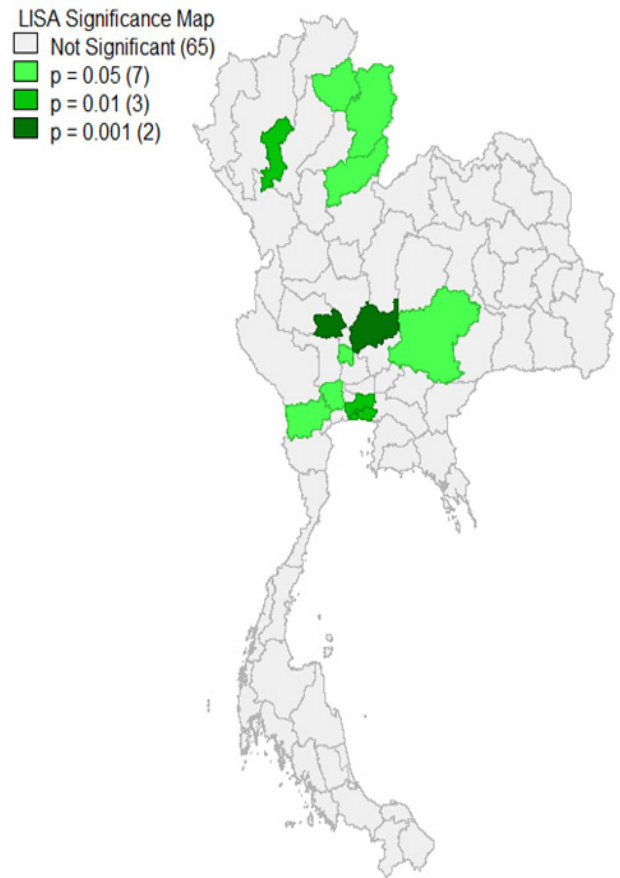 LISA Significance Map
Not Significant (65)
p = 0.05 (7)
p = 0.01 (3)
p = 0.001 (2)